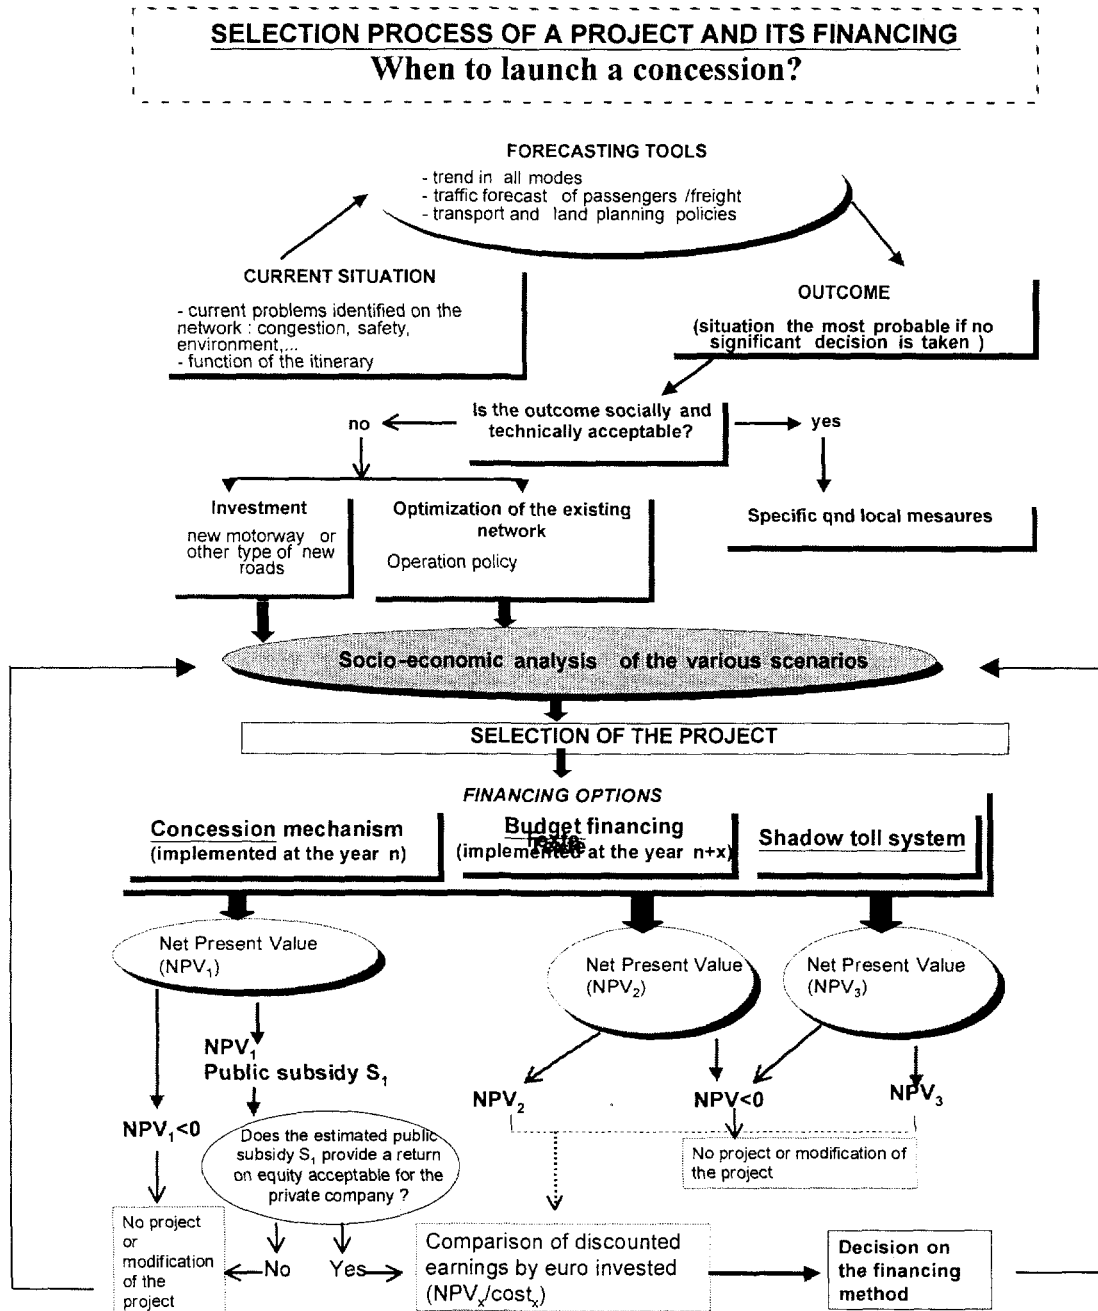 SELECTION PROCESS OF A PROJECT AND ITS FINANCING
When to launch a concession?
FORECASTING TOOLS
- trend in all modes
- traffic forecast of passengers /freight
- transport and land planning policies
CURRENT SITUATION
- current problems identified on the
network : congestion, safety,
environment,...
- function of the itinerary
OUTCOME
(situation the most probable if no
significant decision is taken )
Is the outcome socially and
technically acceptable?
no
yes
Investment
new motorway or
other type of new
roads
Optimization of the existing
network
Operation policy
Specific qnd local mesaures
Socio-economic analysis of the various scenarios
SELECTION OF THE PROJECT
FINANCING OPTIONS
Concession mechanism
(implemented at the year n)
Budget financing
(implemented at the year n+x)
Shadow toll system
Net Present Value
(NPV₁)
Net Present Value
(NPV₂)
Net Present Value
(NPV₃)
NPV₁
Public subsidy S₁
NPV₁<0
NPV₂
NPV<0
NPV₃
Does the estimated public
subsidy S₁ provide a return
on equity acceptable for the
private company ?
No project or modification of
the project
No project
or
modification
of the
project
No
Yes
Comparison of discounted
earnings by euro invested
(NPVₓ/costₓ)
Decision on
the financing
method